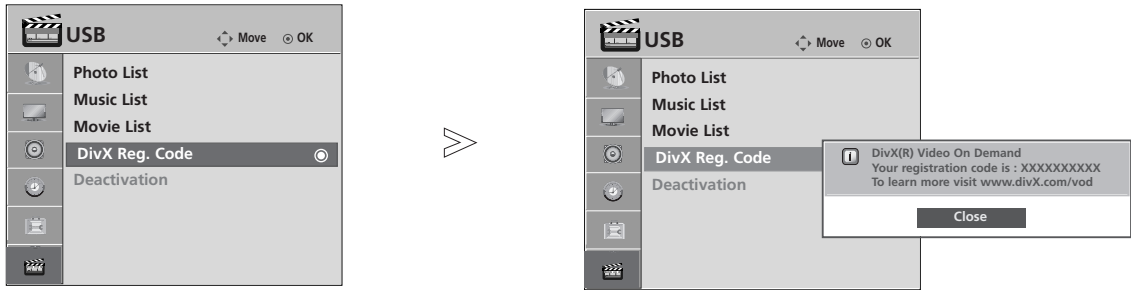 USB
Move OK
Photo List
Music List
Movie List
DivX Reg. Code
Deactivation
USB
Move OK
Photo List
Music List
Movie List
DivX Reg. Code
Deactivation
i DivX(R) Video On Demand
Your registration code is : XXXXXXXXXX
To learn more visit www.divX.com/vod
Close